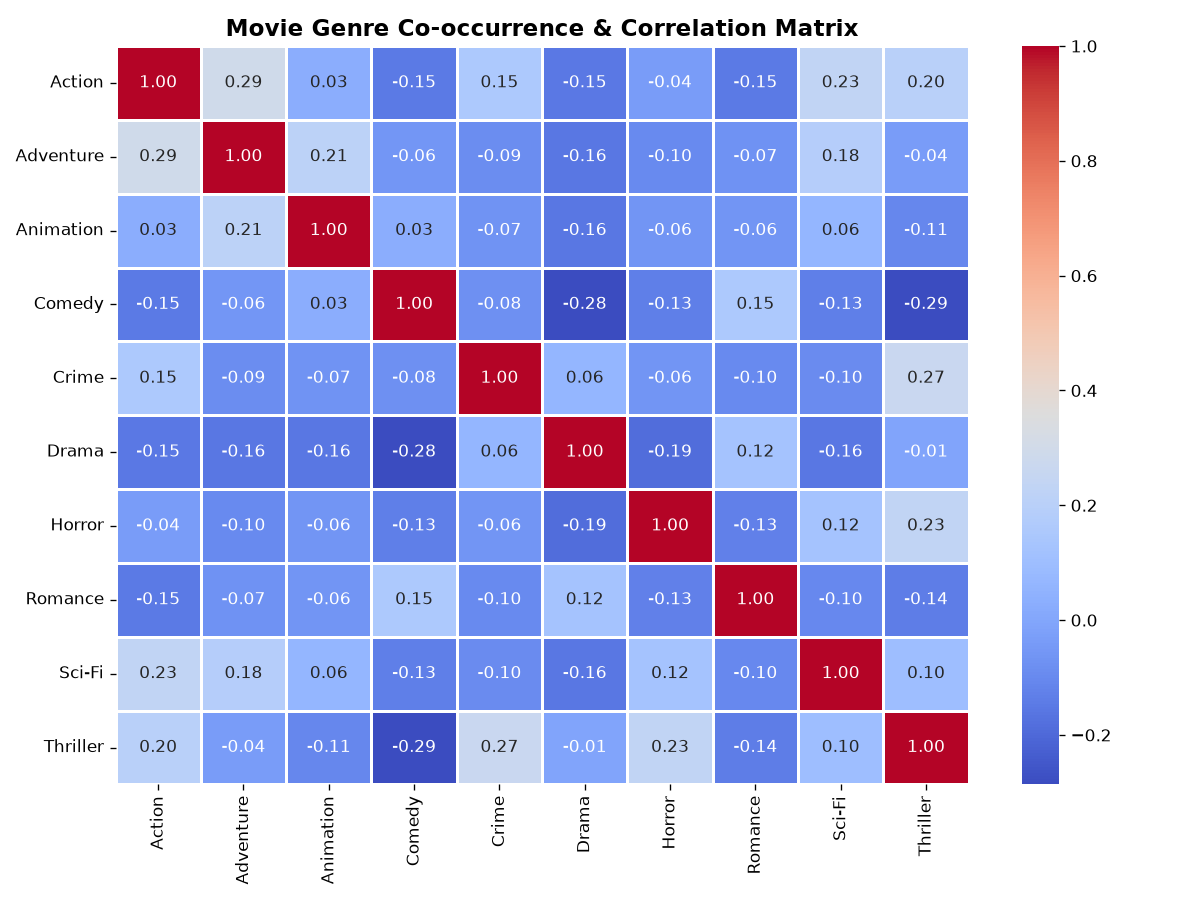 Movie Genre Co-occurrence & Correlation Matrix
Action 1.00 0.29 0.03 -0.15 0.15 -0.15 -0.04 -0.15 0.23 0.20
Adventure 0.29 1.00 0.21 -0.06 -0.09 -0.16 -0.10 -0.07 0.18 -0.04
Animation 0.03 0.21 1.00 0.03 -0.07 -0.16 -0.06 -0.06 0.06 -0.11
Comedy -0.15 -0.06 0.03 1.00 -0.08 -0.28 -0.13 0.15 -0.13 -0.29
Crime 0.15 -0.09 -0.07 -0.08 1.00 0.06 -0.06 -0.10 -0.10 0.27
Drama -0.15 -0.16 -0.16 -0.28 0.06 1.00 -0.19 0.12 -0.16 -0.01
Horror -0.04 -0.10 -0.06 -0.13 -0.06 -0.19 1.00 -0.13 0.12 0.23
Romance -0.15 -0.07 -0.06 0.15 -0.10 0.12 -0.13 1.00 -0.10 -0.14
Sci-Fi 0.23 0.18 0.06 -0.13 -0.10 -0.16 0.12 -0.10 1.00 0.10
Thriller 0.20 -0.04 -0.11 -0.29 0.27 -0.01 0.23 -0.14 0.10 1.00
Action Adventure Animation Comedy Crime Drama Horror Romance Sci-Fi Thriller
1.0
0.8
0.6
0.4
0.2
0.0
−0.2